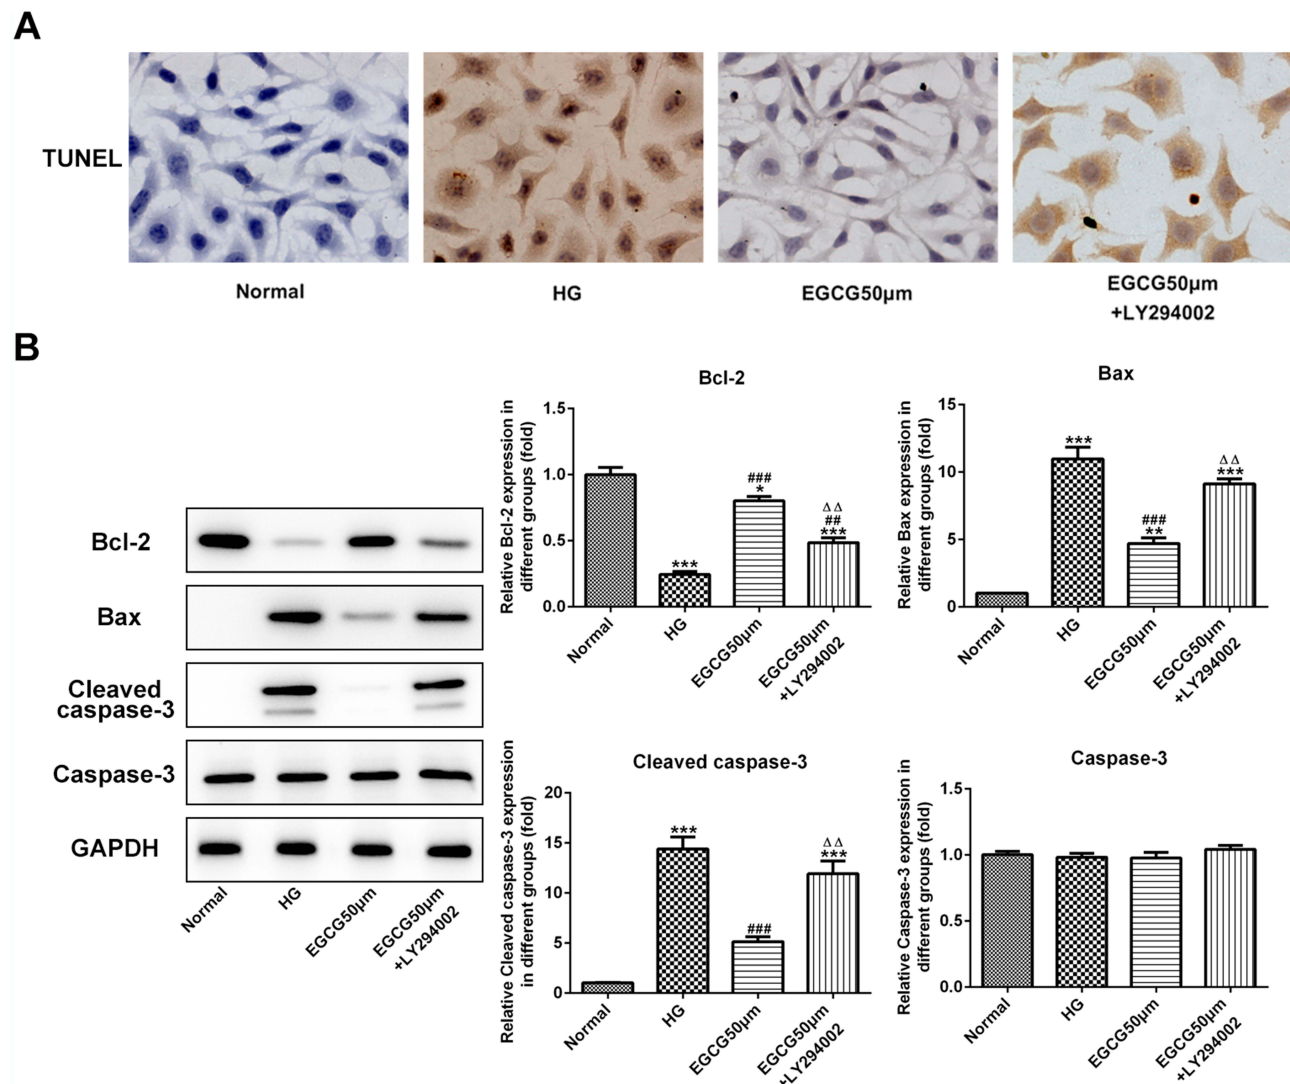 A
TUNEL
Normal
HG
EGCG50μm
EGCG50μm
+LY294002
B
Bcl-2
Bax
Cleaved
caspase-3
Caspase-3
GAPDH
Normal
HG
EGCG50μm
EGCG50μm
+LY294002
Bcl-2
Relative Bcl-2 expression in
different groups (fold)
1.5
1.0
0.5
0.0
***
###
*
Δ Δ
##
***
Normal
HG
EGCG50μm
EGCG50μm
+LY294002
Bax
Relative Bax expression in
different groups (fold)
15
10
5
0
***
###
**
Δ Δ
***
Normal
HG
EGCG50μm
EGCG50μm
+LY294002
Cleaved caspase-3
Relative Cleaved caspase-3 expression
in different groups (fold)
20
15
10
5
0
***
###
Δ Δ
***
Normal
HG
EGCG50μm
EGCG50μm
+LY294002
Caspase-3
Relative Caspase-3 expression in
different groups (fold)
1.5
1.0
0.5
0.0
Normal
HG
EGCG50μm
EGCG50μm
+LY294002